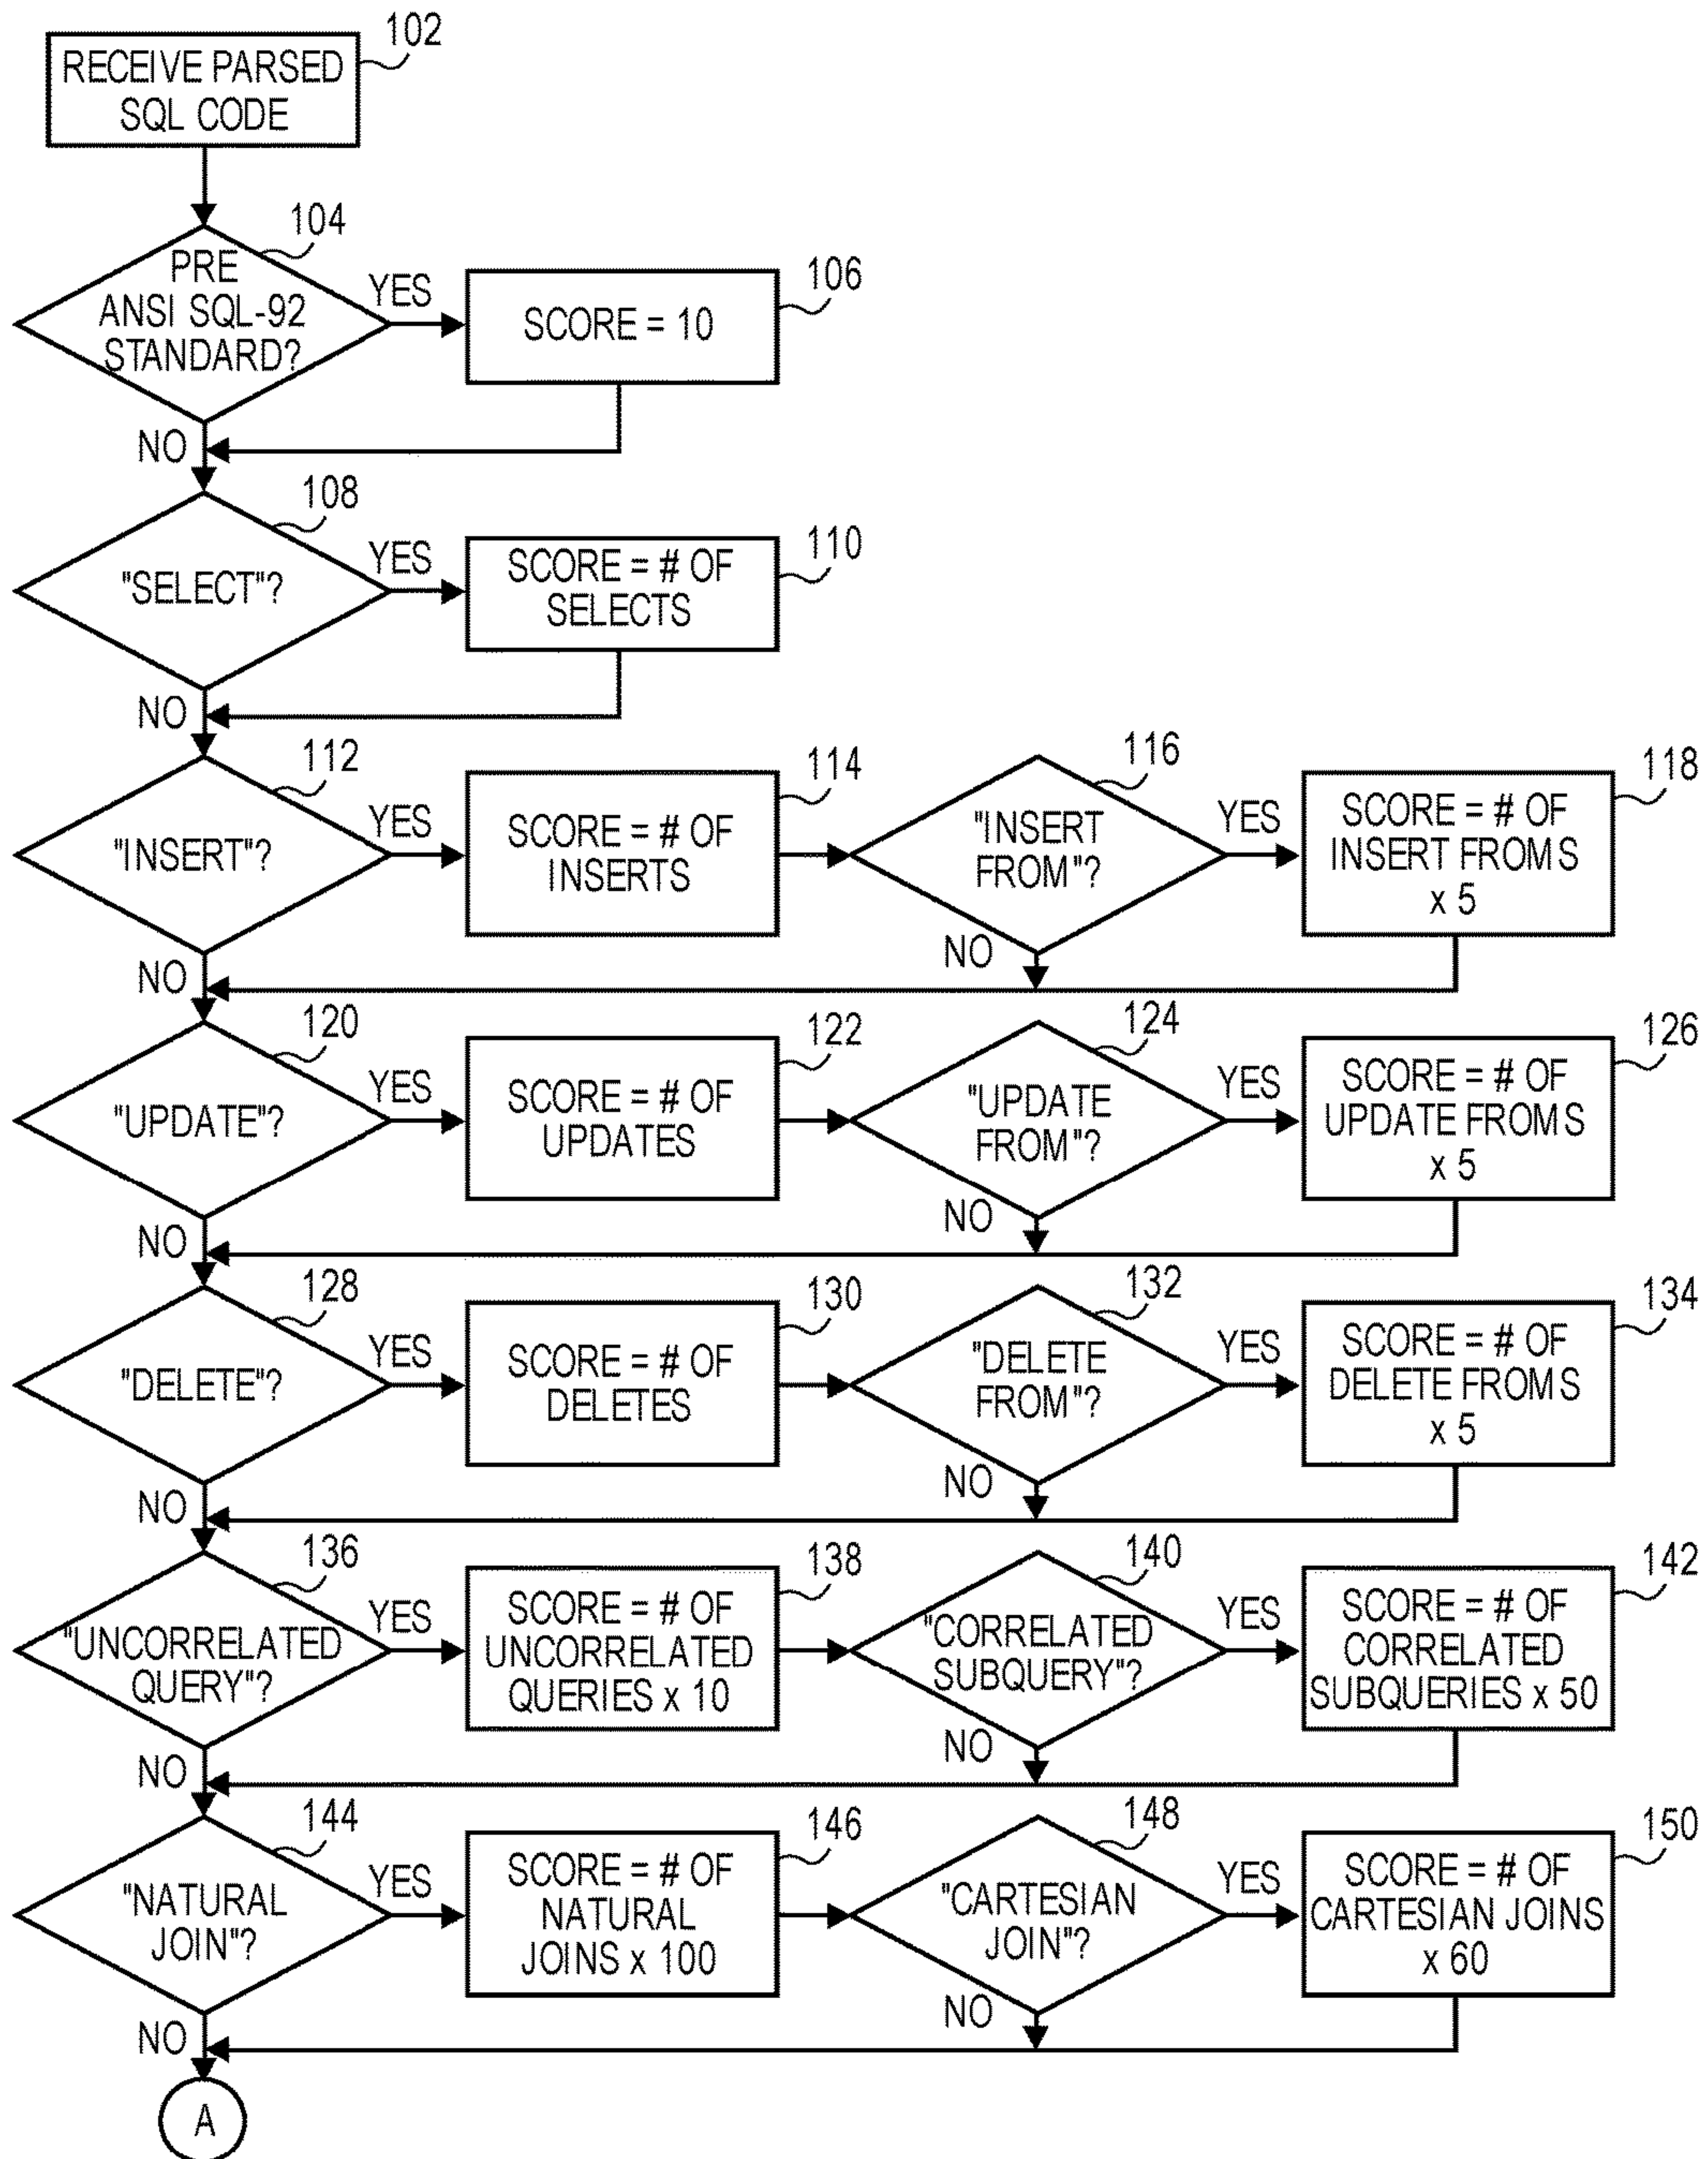 102
RECEIVE PARSED
SQL CODE
104
PRE
ANSI SQL-92
STANDARD?
YES
106
SCORE = 10
NO
108
"SELECT"?
YES
110
SCORE = # OF
SELECTS
NO
112
"INSERT"?
YES
114
SCORE = # OF
INSERTS
116
"INSERT
FROM"?
YES
118
SCORE = # OF
INSERT FROMS
x 5
NO
NO
120
"UPDATE"?
YES
122
SCORE = # OF
UPDATES
124
"UPDATE
FROM"?
YES
126
SCORE = # OF
UPDATE FROMS
x 5
NO
NO
128
"DELETE"?
YES
130
SCORE = # OF
DELETES
132
"DELETE
FROM"?
YES
134
SCORE = # OF
DELETE FROMS
x 5
NO
NO
136
"UNCORRELATED
QUERY"?
YES
138
SCORE = # OF
UNCORRELATED
QUERIES x 10
140
"CORRELATED
SUBQUERY"?
YES
142
SCORE = # OF
CORRELATED
SUBQUERIES x 50
NO
NO
144
"NATURAL
JOIN"?
YES
146
SCORE = # OF
NATURAL
JOINS x 100
148
"CARTESIAN
JOIN"?
YES
150
SCORE = # OF
CARTESIAN JOINS
x 60
NO
NO
A